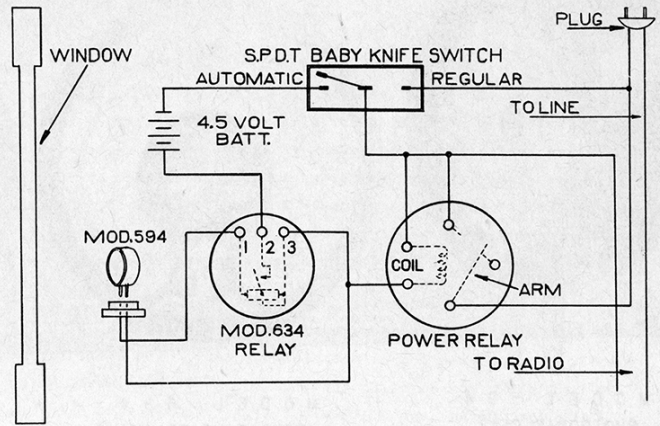 PLUG
WINDOW
S.P.D.T BABY KNIFE SWITCH
AUTOMATIC
REGULAR
TO LINE
4.5 VOLT
BATT.
MOD.594
1 2 3
COIL
ARM
MOD.634
RELAY
POWER RELAY
TO RADIO